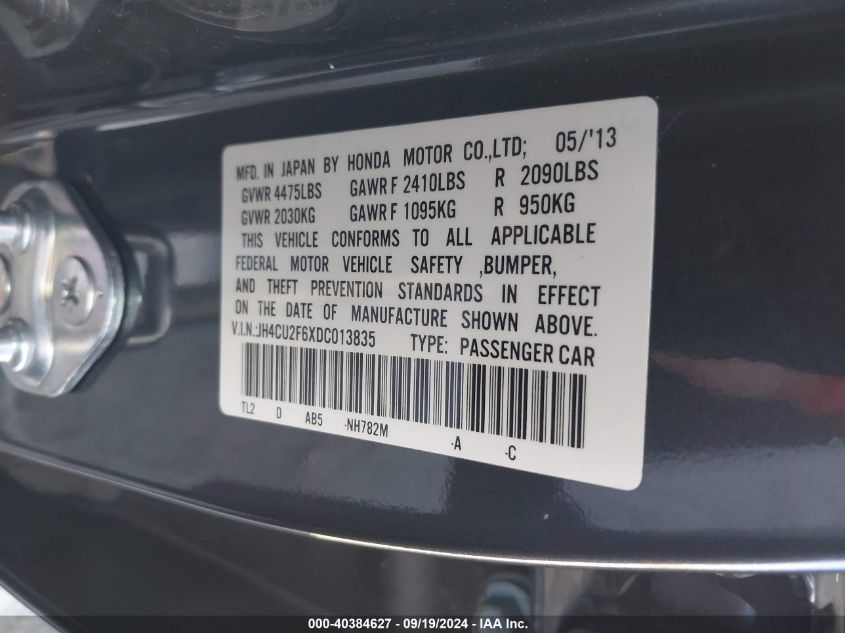 MFD. IN JAPAN BY HONDA MOTOR CO.,LTD; 05/'13
GVWR 4475LBS GAWR F 2410LBS R 2090LBS
GVWR 2030KG GAWR F 1095KG R 950KG
THIS VEHICLE CONFORMS TO ALL APPLICABLE
FEDERAL MOTOR VEHICLE SAFETY ,BUMPER,
AND THEFT PREVENTION STANDARDS IN EFFECT
ON THE DATE OF MANUFACTURE SHOWN ABOVE.
V.I.N.:JH4CU2F6XDC013835 TYPE: PASSENGER CAR
TL2 D AB5 -NH782M -A -C
000-40384627 - 09/19/2024 - IAA Inc.